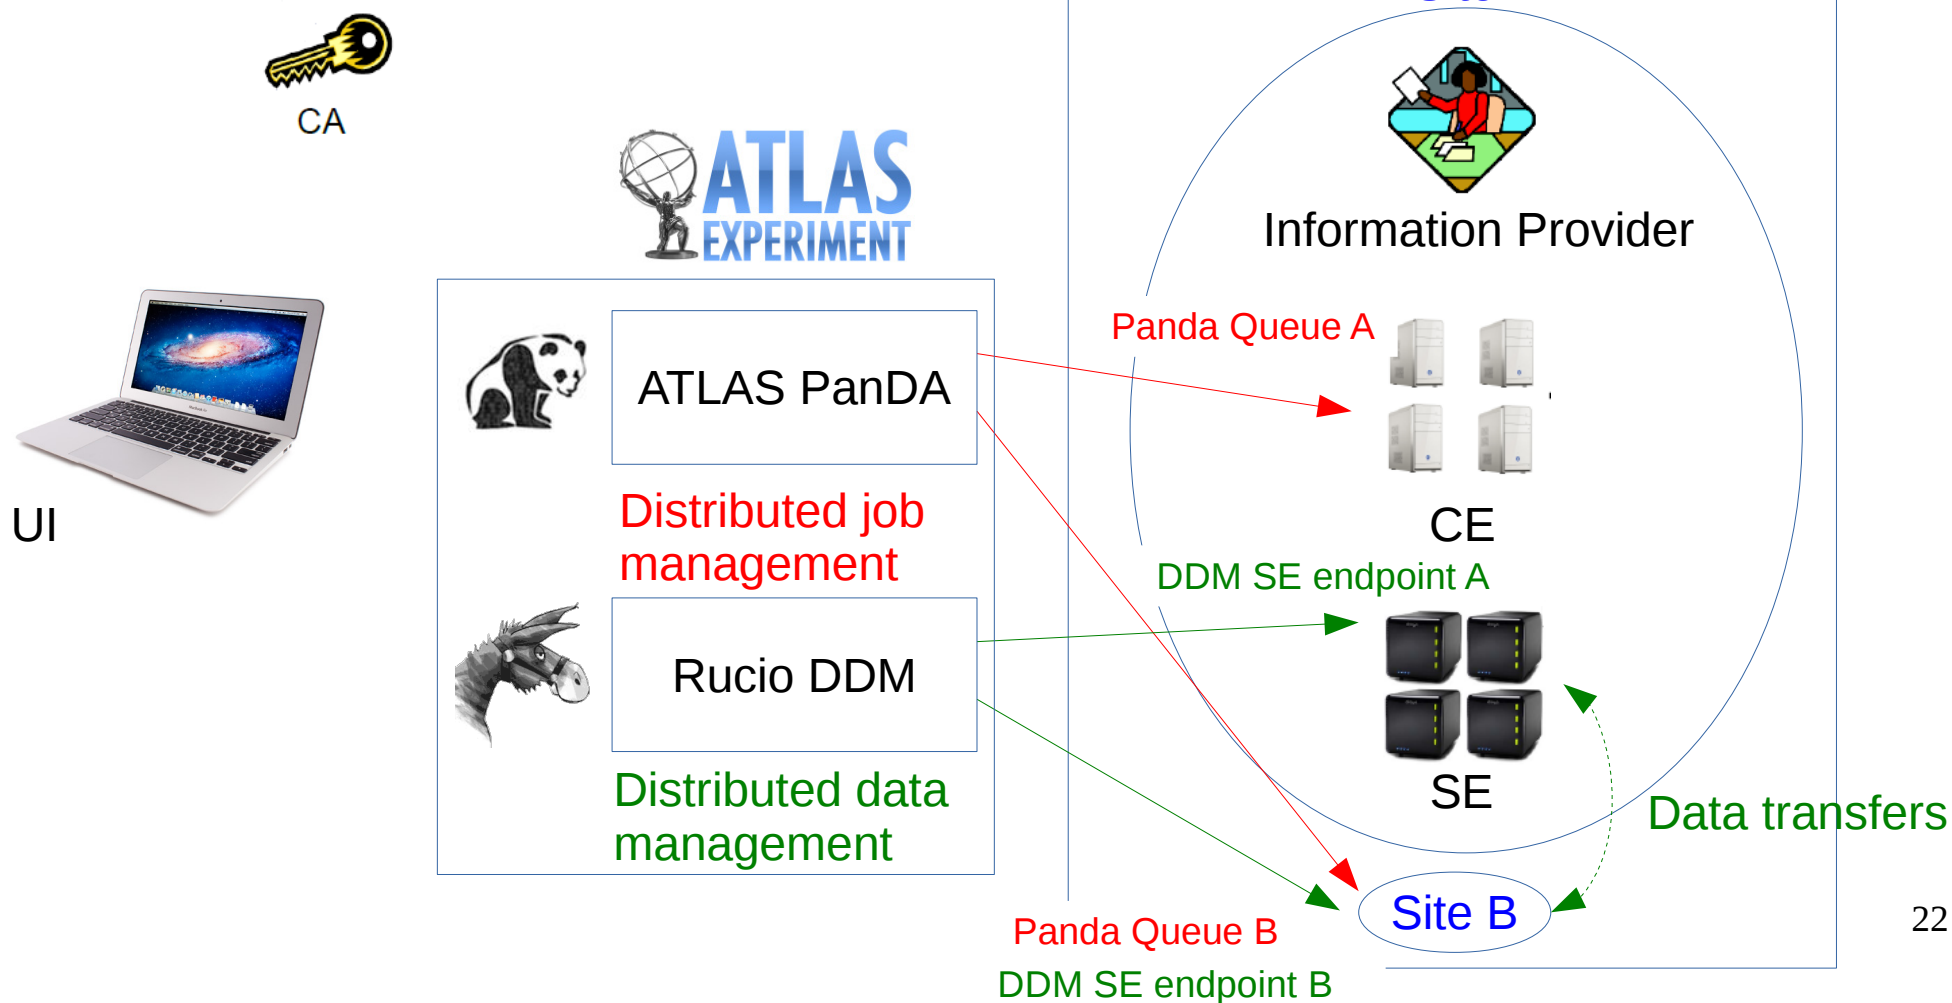 CA
ATLAS
EXPERIMENT
Information Provider
Panda Queue A
ATLAS PanDA
UI
Distributed job
management
CE
DDM SE endpoint A
Rucio DDM
SE
Distributed data
management
Data transfers
Site B
Panda Queue B
22
DDM SE endpoint B